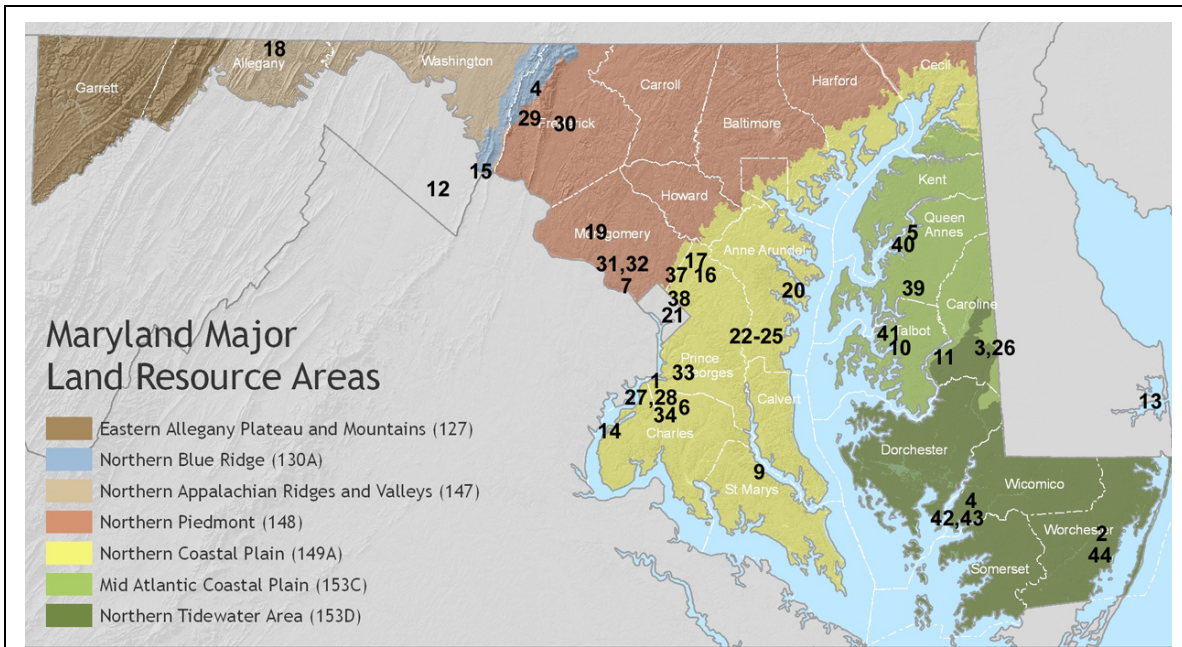 18
Allegany
Washington
Cecil
Garrett
Carroll
Harford
4
29
Frederick
30
Baltimore
15
12
Kent
Howard
Queen
Annes
5
40
19
Montgomery
Anne Arundel
17
31,32
37
16
7
20
39
38
21
Caroline
Maryland Major
Land Resource Areas
22-25
41
Talbot
10
11
3,26
Prince
Georges
33
1
27,28
6
34
Calvert
13
14
Charles
Eastern Allegany Plateau and Mountains (127)
Northern Blue Ridge (130A)
Northern Appalachian Ridges and Valleys (147)
Northern Piedmont (148)
Northern Coastal Plain (149A)
Mid Atlantic Coastal Plain (153C)
Northern Tidewater Area (153D)
Dorchester
9
St Marys
Wicomico
4
42,43
Worchester
2
44
Somerset